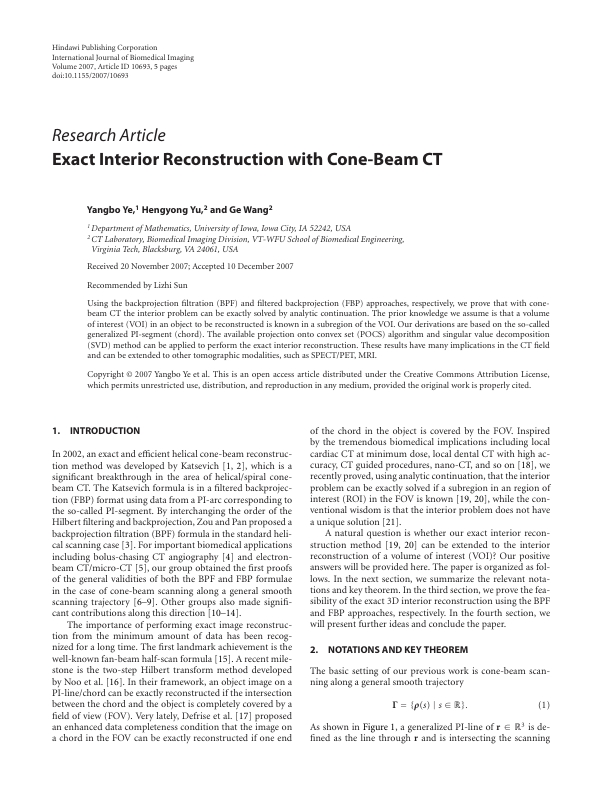 Hindawi Publishing Corporation
International Journal of Biomedical Imaging
Volume 2007, Article ID 10693, 5 pages
doi:10.1155/2007/10693
Research Article
Exact Interior Reconstruction with Cone-Beam CT
Yangbo Ye,1 Hengyong Yu,2 and Ge Wang2
1 Department of Mathematics, University of Iowa, Iowa City, IA 52242, USA
2 CT Laboratory, Biomedical Imaging Division, VT-WFU School of Biomedical Engineering,
Virginia Tech, Blacksburg, VA 24061, USA
Received 20 November 2007; Accepted 10 December 2007
Recommended by Lizhi Sun
Using the backprojection filtration (BPF) and filtered backprojection (FBP) approaches, respectively, we prove that with cone-
beam CT the interior problem can be exactly solved by analytic continuation. The prior knowledge we assume is that a volume
of interest (VOI) in an object to be reconstructed is known in a subregion of the VOI. Our derivations are based on the so-called
generalized PI-segment (chord). The available projection onto convex set (POCS) algorithm and singular value decomposition
(SVD) method can be applied to perform the exact interior reconstruction. These results have many implications in the CT field
and can be extended to other tomographic modalities, such as SPECT/PET, MRI.
Copyright © 2007 Yangbo Ye et al. This is an open access article distributed under the Creative Commons Attribution License,
which permits unrestricted use, distribution, and reproduction in any medium, provided the original work is properly cited.
1. INTRODUCTION
In 2002, an exact and efficient helical cone-beam reconstruc-
tion method was developed by Katsevich [1, 2], which is a
significant breakthrough in the area of helical/spiral cone-
beam CT. The Katsevich formula is in a filtered backprojec-
tion (FBP) format using data from a PI-arc corresponding to
the so-called PI-segment. By interchanging the order of the
Hilbert filtering and backprojection, Zou and Pan proposed a
backprojection filtration (BPF) formula in the standard heli-
cal scanning case [3]. For important biomedical applications
including bolus-chasing CT angiography [4] and electron-
beam CT/micro-CT [5], our group obtained the first proofs
of the general validities of both the BPF and FBP formulae
in the case of cone-beam scanning along a general smooth
scanning trajectory [6–9]. Other groups also made signifi-
cant contributions along this direction [10–14].
The importance of performing exact image reconstruc-
tion from the minimum amount of data has been recog-
nized for a long time. The first landmark achievement is the
well-known fan-beam half-scan formula [15]. A recent mile-
stone is the two-step Hilbert transform method developed
by Noo et al. [16]. In their framework, an object image on a
PI-line/chord can be exactly reconstructed if the intersection
between the chord and the object is completely covered by a
field of view (FOV). Very lately, Defrise et al. [17] proposed
an enhanced data completeness condition that the image on
a chord in the FOV can be exactly reconstructed if one end
of the chord in the object is covered by the FOV. Inspired
by the tremendous biomedical implications including local
cardiac CT at minimum dose, local dental CT with high ac-
curacy, CT guided procedures, nano-CT, and so on [18], we
recently proved, using analytic continuation, that the interior
problem can be exactly solved if a subregion in an region of
interest (ROI) in the FOV is known [19, 20], while the con-
ventional wisdom is that the interior problem does not have
a unique solution [21].
A natural question is whether our exact interior recon-
struction method [19, 20] can be extended to the interior
reconstruction of a volume of interest (VOI)? Our positive
answers will be provided here. The paper is organized as fol-
lows. In the next section, we summarize the relevant nota-
tions and key theorem. In the third section, we prove the fea-
sibility of the exact 3D interior reconstruction using the BPF
and FBP approaches, respectively. In the fourth section, we
will present further ideas and conclude the paper.
2. NOTATIONS AND KEY THEOREM
The basic setting of our previous work is cone-beam scan-
ning along a general smooth trajectory
Γ = {ρ(s) | s ∈ ℝ}. (1)
As shown in Figure 1, a generalized PI-line of r ∈ ℝ³ is de-
fined as the line through r and is intersecting the scanning